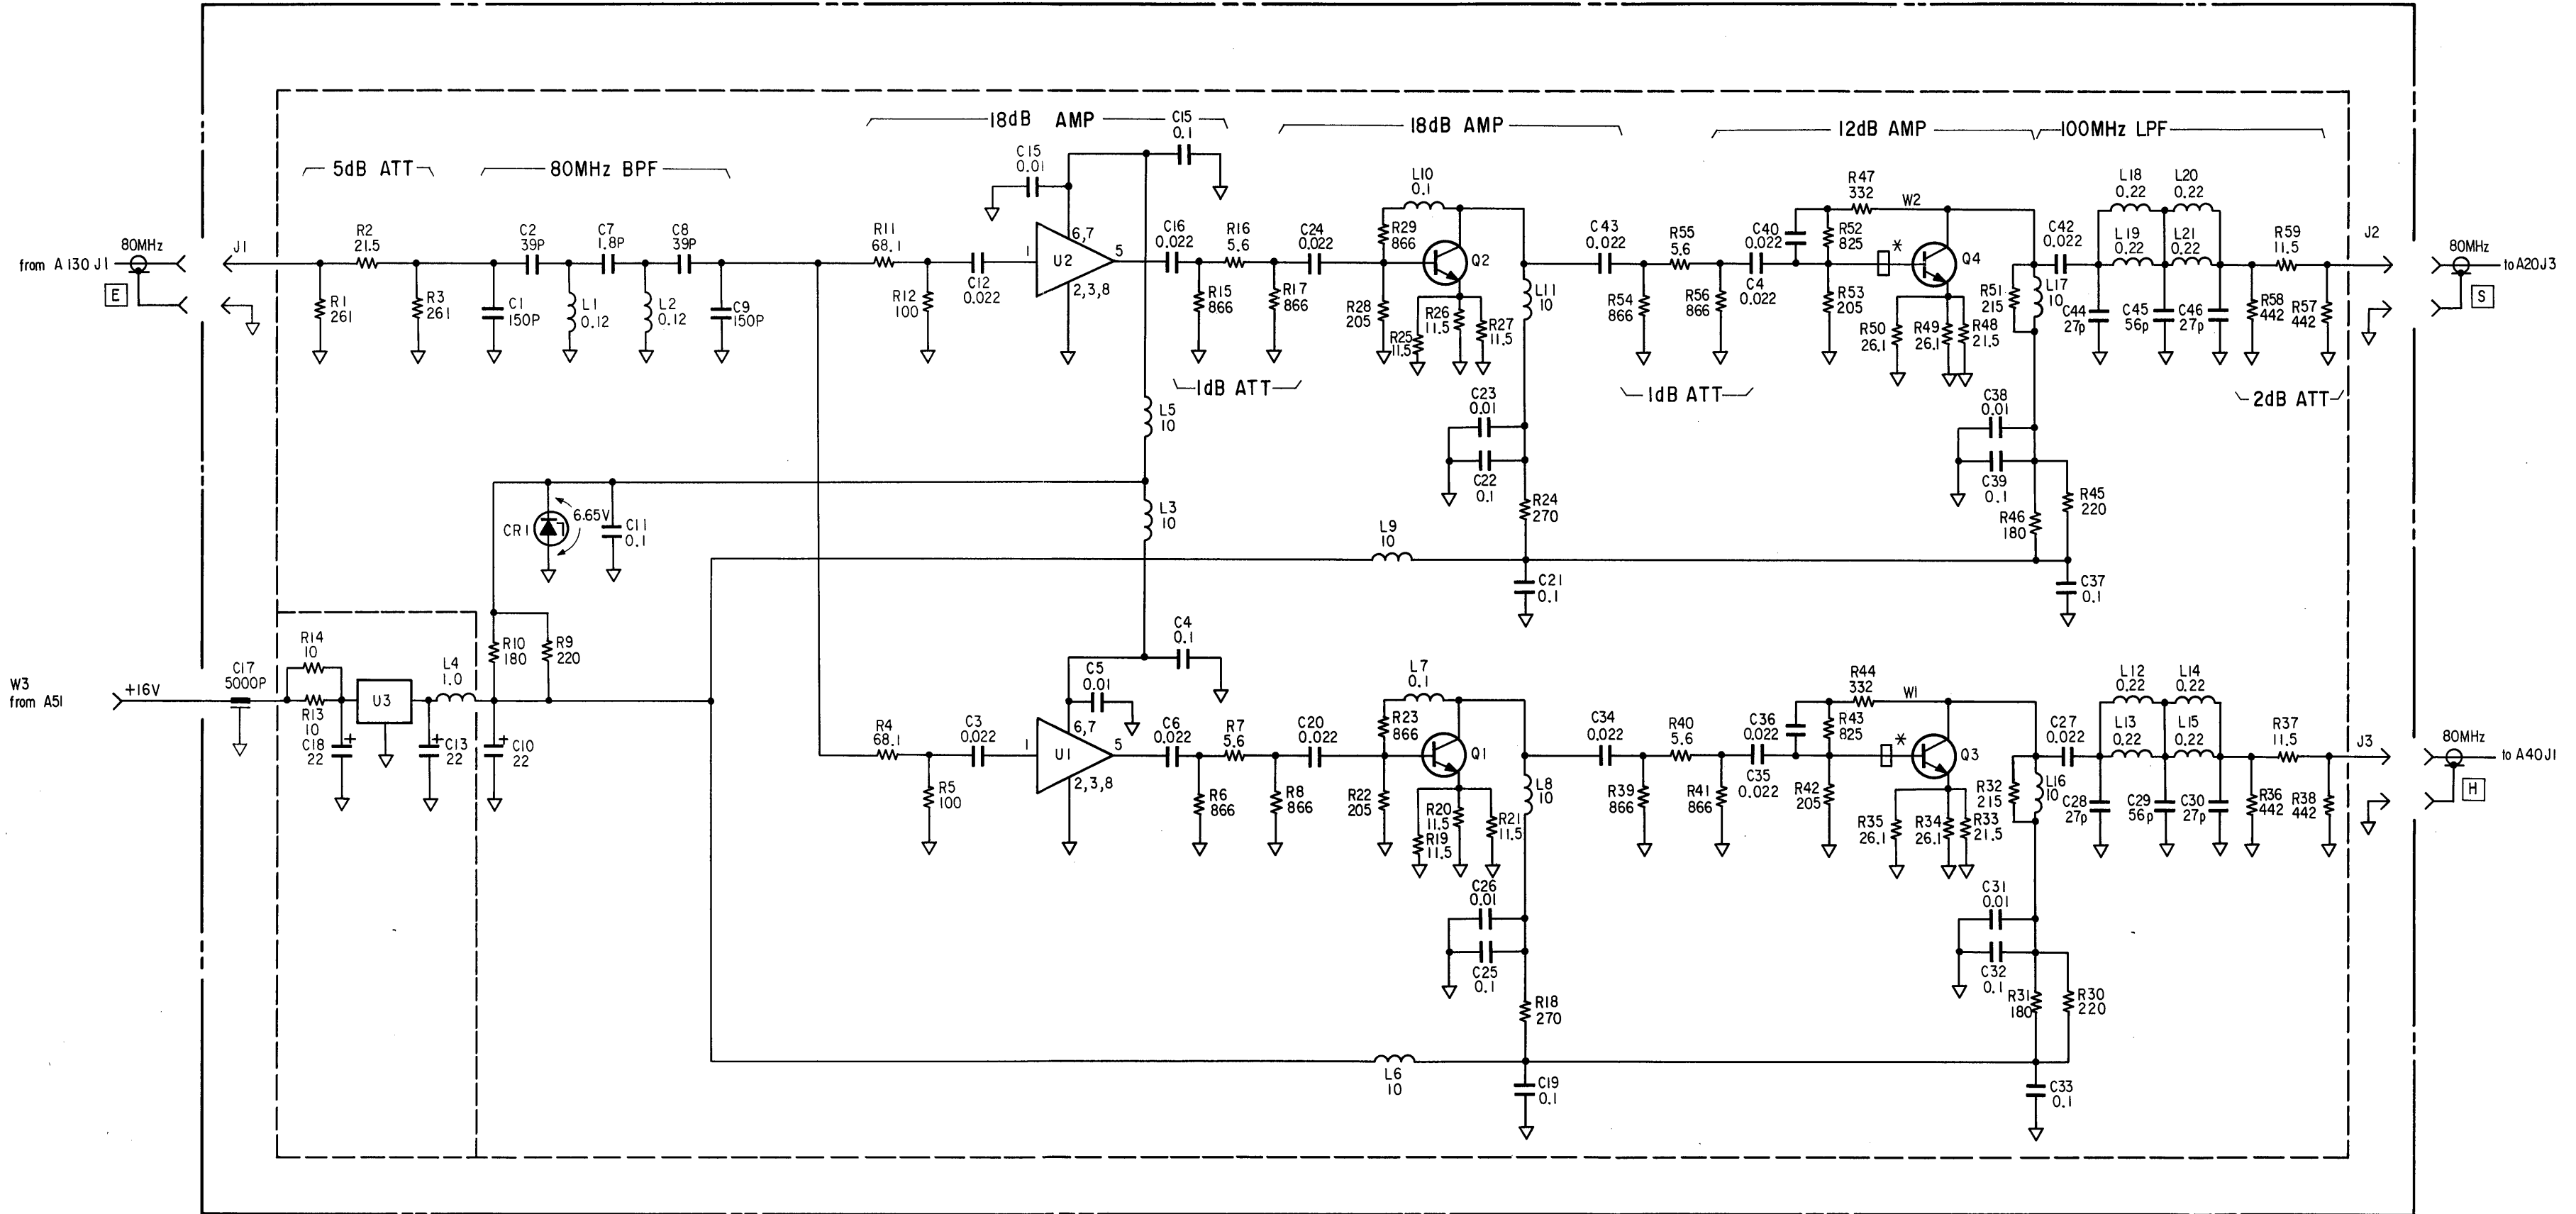 18dB AMP
C15
0.1
18dB AMP
12dB AMP
100MHz LPF
5dB ATT
80MHz BPF
C15
0.01
L10
0.1
R47
332
W2
L18
0.22
L20
0.22
from A130 J1
80MHz
E
J1
R2
21.5
C2
39P
C7
1.8P
C8
39P
R11
68.1
C12
0.022
1
U2
6,7
5
2,3,8
C16
0.022
R16
5.6
C24
0.022
R29
866
Q2
C43
0.022
R55
5.6
C40
0.022
R52
825
C4
0.022
*
Q4
C42
0.022
L19
0.22
L21
0.22
R59
11.5
J2
80MHz
to A20J3
S
R1
261
R3
261
C1
150P
L1
0.12
L2
0.12
C9
150P
R12
100
R15
866
R17
866
R28
205
R25
11.5
R26
11.5
R27
11.5
L11
10
R54
866
R56
866
R53
205
R50
26.1
R49
26.1
R48
21.5
R51
215
L17
10
C44
27p
C45
56p
C46
27p
R58
442
R57
442
1dB ATT
1dB ATT
2dB ATT
L5
10
C23
0.01
C22
0.1
R24
270
C38
0.01
C39
0.1
R46
180
R45
220
CR1
6.65V
C11
0.1
L3
10
L9
10
C21
0.1
C37
0.1
W3
from A51
+16V
C17
5000P
R14
10
R13
10
C18
22
+
U3
L4
1.0
C13
22
+
R10
180
R9
220
C10
22
+
C4
0.1
C5
0.01
L7
0.1
R44
332
W1
L12
0.22
L14
0.22
R4
68.1
C3
0.022
1
U1
6,7
5
2,3,8
C6
0.022
R7
5.6
C20
0.022
R23
866
Q1
C34
0.022
R40
5.6
C36
0.022
R43
825
C35
0.022
*
Q3
C27
0.022
L13
0.22
L15
0.22
R37
11.5
J3
80MHz
to A40J1
H
R5
100
R6
866
R8
866
R22
205
R20
11.5
R19
11.5
R21
11.5
L8
10
R39
866
R41
866
R42
205
R35
26.1
R34
26.1
R33
21.5
R32
215
L16
10
C28
27p
C29
56p
C30
27p
R36
442
R38
442
C26
0.01
C25
0.1
R18
270
C31
0.01
C32
0.1
R31
180
R30
220
L6
10
C19
0.1
C33
0.1